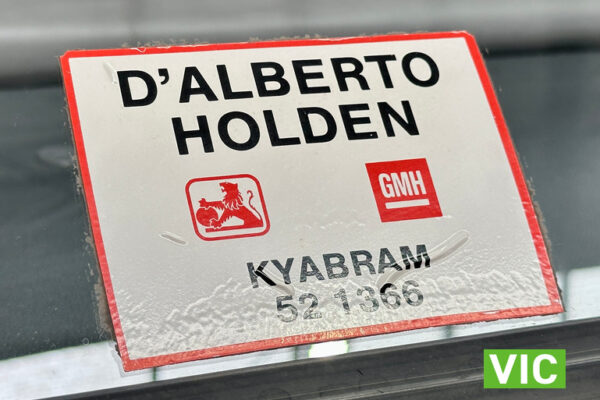 D'ALBERTO
HOLDEN
GMH
KYABRAM
52 1366
VIC